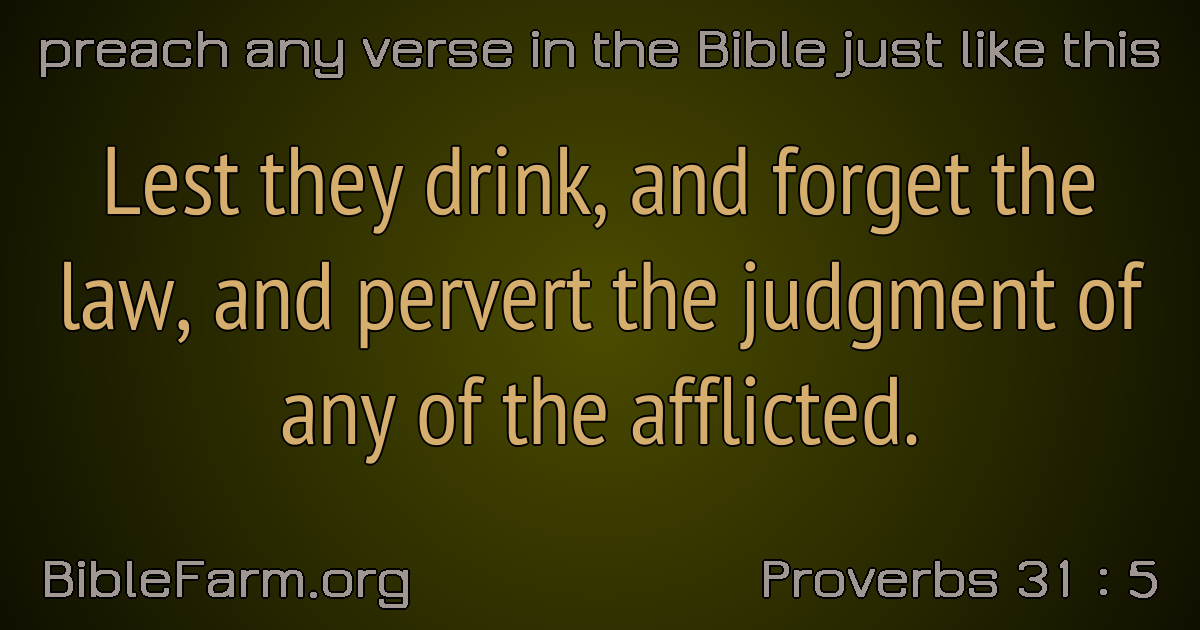 preach any verse in the Bible just like this
Lest they drink, and forget the
law, and pervert the judgment of
any of the afflicted.
BibleFarm.org
Proverbs 31 : 5